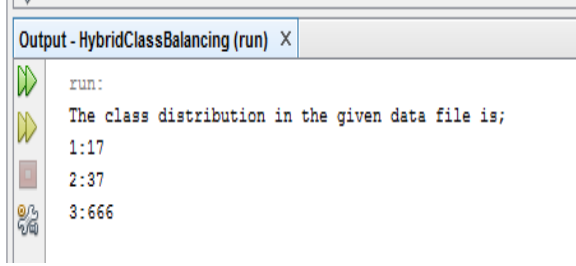 Output - HybridClassBalancing (run) X
run:
The class distribution in the given data file is;
1:17
2:37
3:666